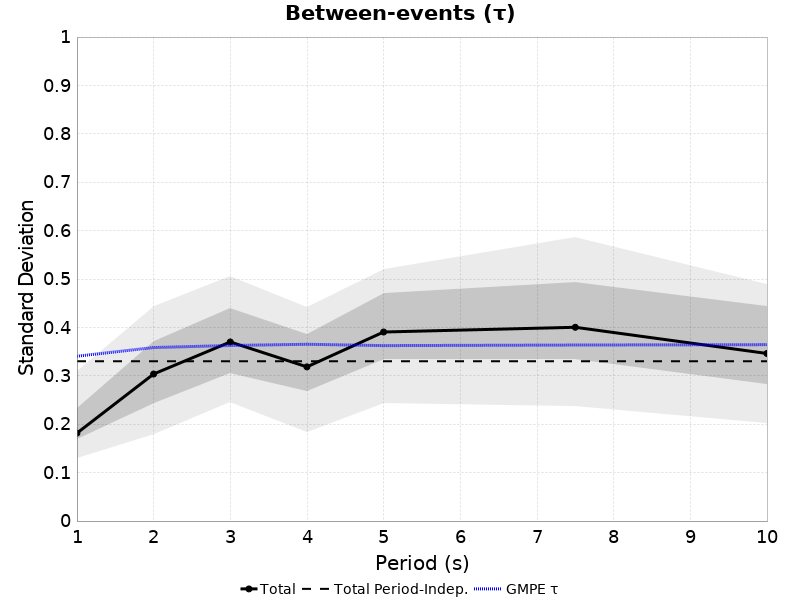 Between-events (τ)
Standard Deviation
1
0.9
0.8
0.7
0.6
0.5
0.4
0.3
0.2
0.1
0
1 2 3 4 5 6 7 8 9 10
Period (s)
Total Total Period-Indep. GMPE τ